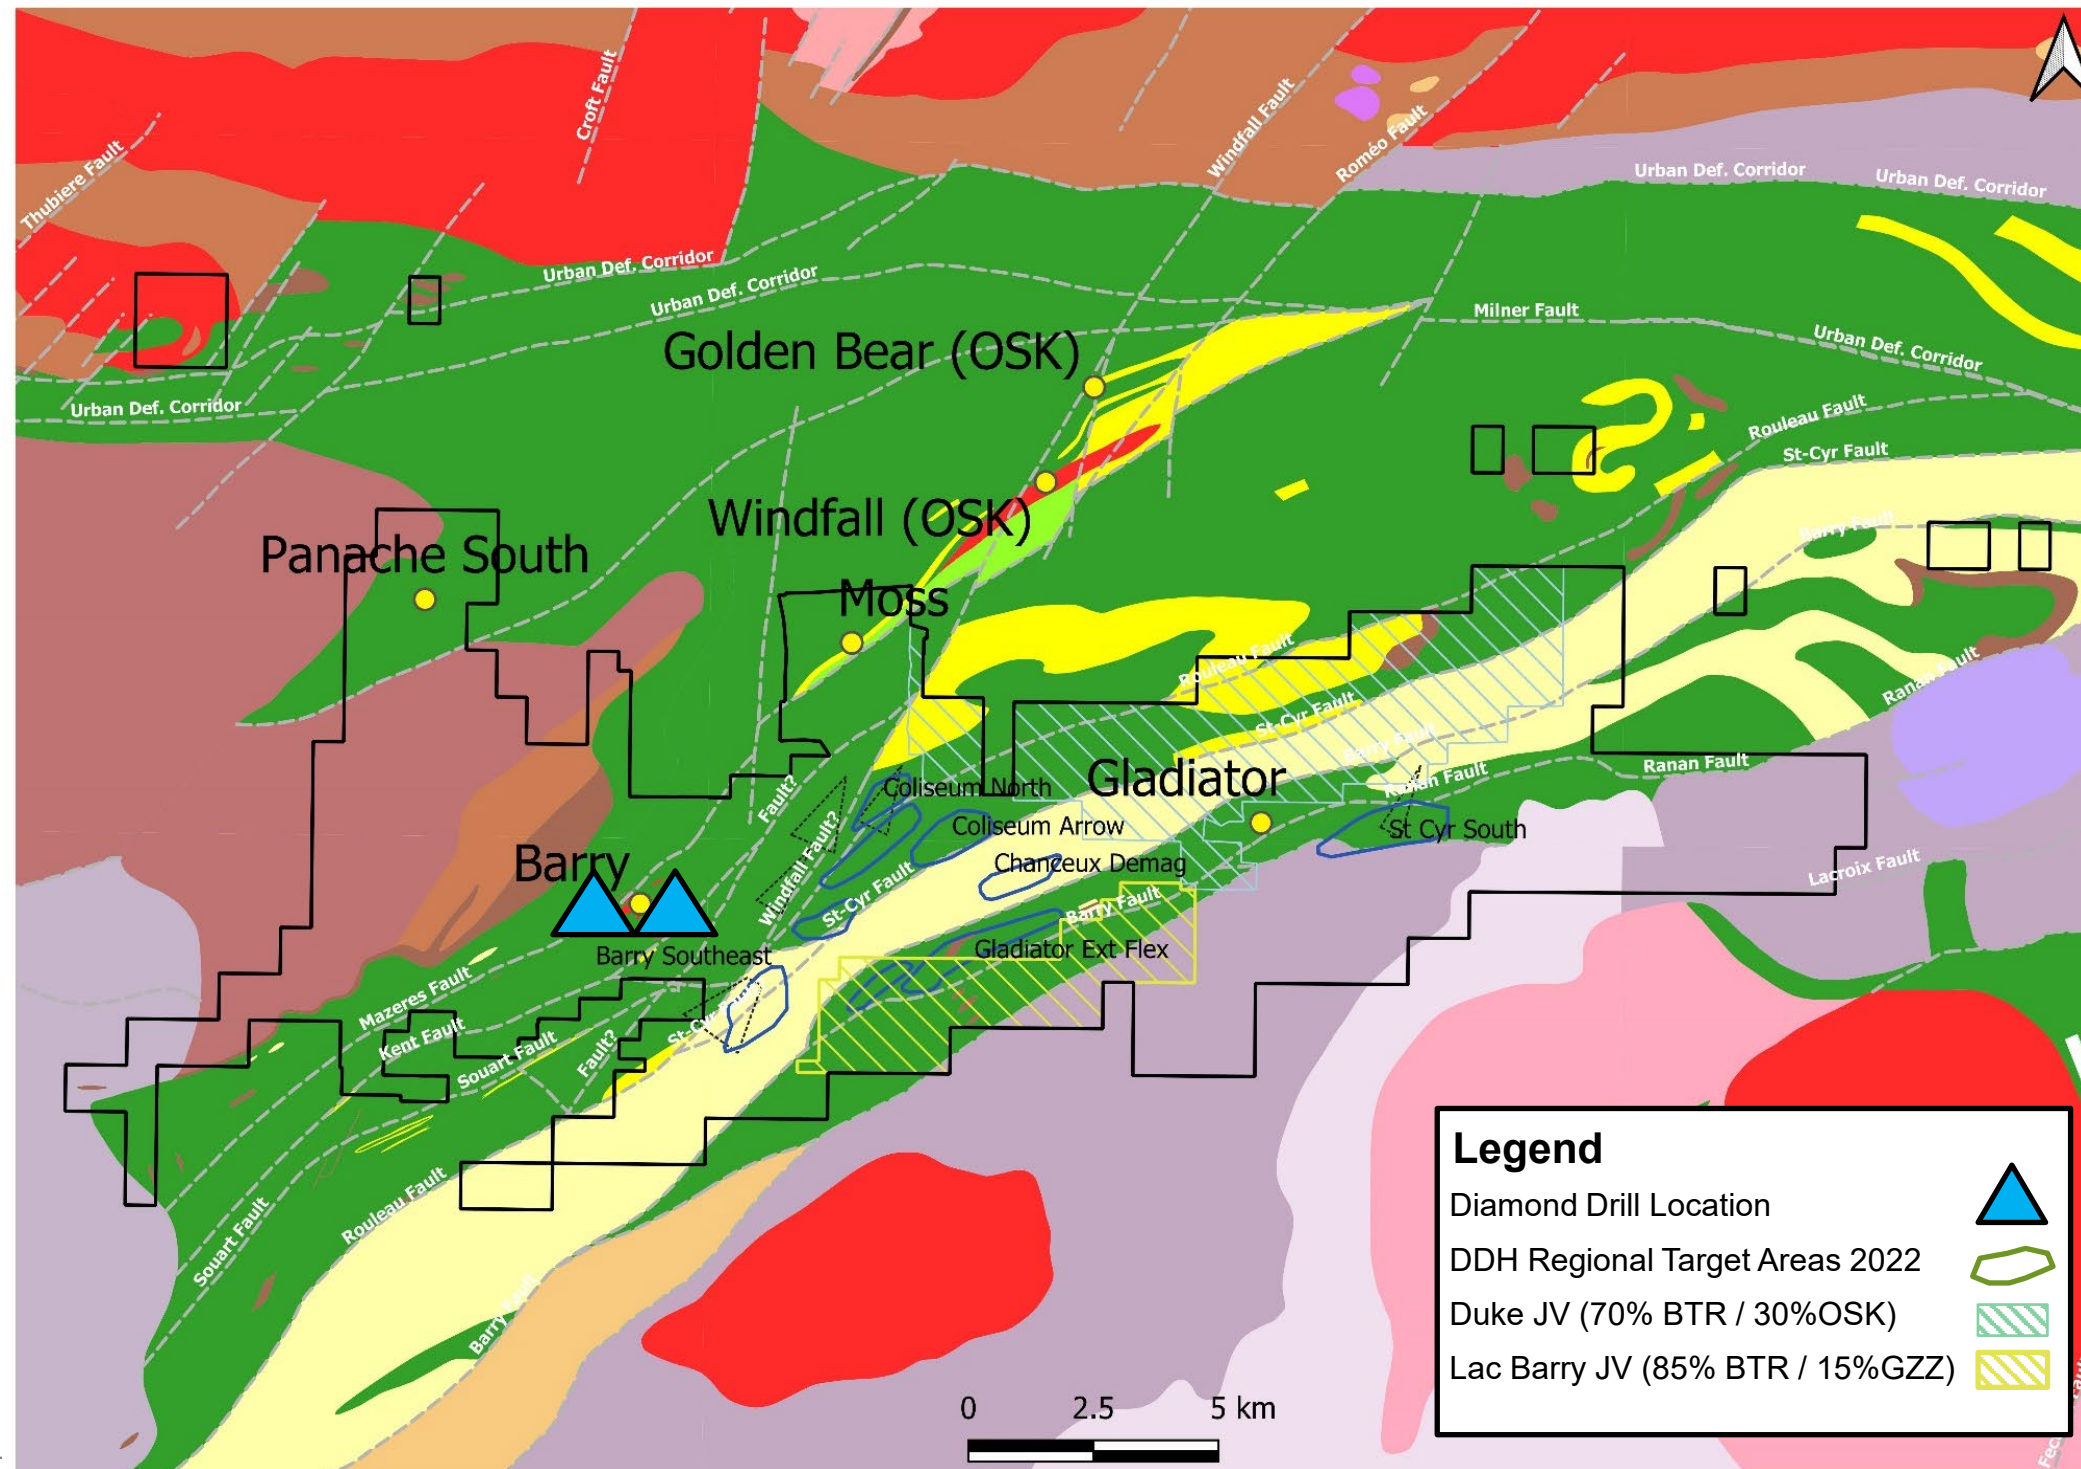 Croft Fault
Windfall Fault
Roméo Fault
Thubiere Fault
Urban Def. Corridor
Urban Def. Corridor
Urban Def. Corridor
Urban Def. Corridor
Golden Bear (OSK)
Milner Fault
Urban Def. Corridor
Urban Def. Corridor
Rouleau Fault
St-Cyr Fault
Windfall (OSK)
Barry Fault
Panache South
Moss
Rouleau Fault
Ranan Fault
St-Cyr Fault
Barry Fault
Ranan Fault
Gladiator
Ranan Fault
Coliseum North
Fault?
Coliseum Arrow
St Cyr South
Windfall Fault?
Barry
Chanceux Demag
Lacroix Fault
St-Cyr Fault
Barry Fault
Barry Southeast
Gladiator Ext Flex
Mazeres Fault
St-Cyr Fault
Kent Fault
Souart Fault
Fault?
Rouleau Fault
Souart Fault
Barry Fault
Legend
Diamond Drill Location
DDH Regional Target Areas 2022
Duke JV (70% BTR / 30%OSK)
Lac Barry JV (85% BTR / 15%GZZ)
0 2.5 5 km